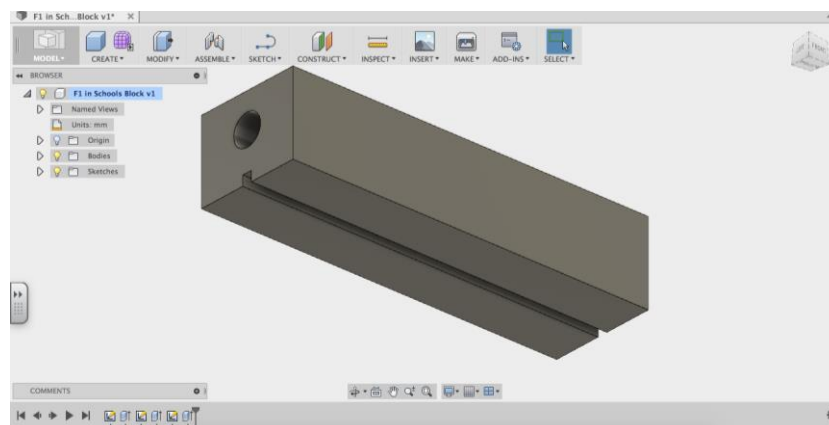 F1 in Sch...Block v1*
MODEL
CREATE
MODIFY
ASSEMBLE
SKETCH
CONSTRUCT
INSPECT
INSERT
MAKE
ADD-INS
SELECT
BROWSER
F1 in Schools Block v1
Named Views
Units: mm
Origin
Bodies
Sketches
COMMENTS